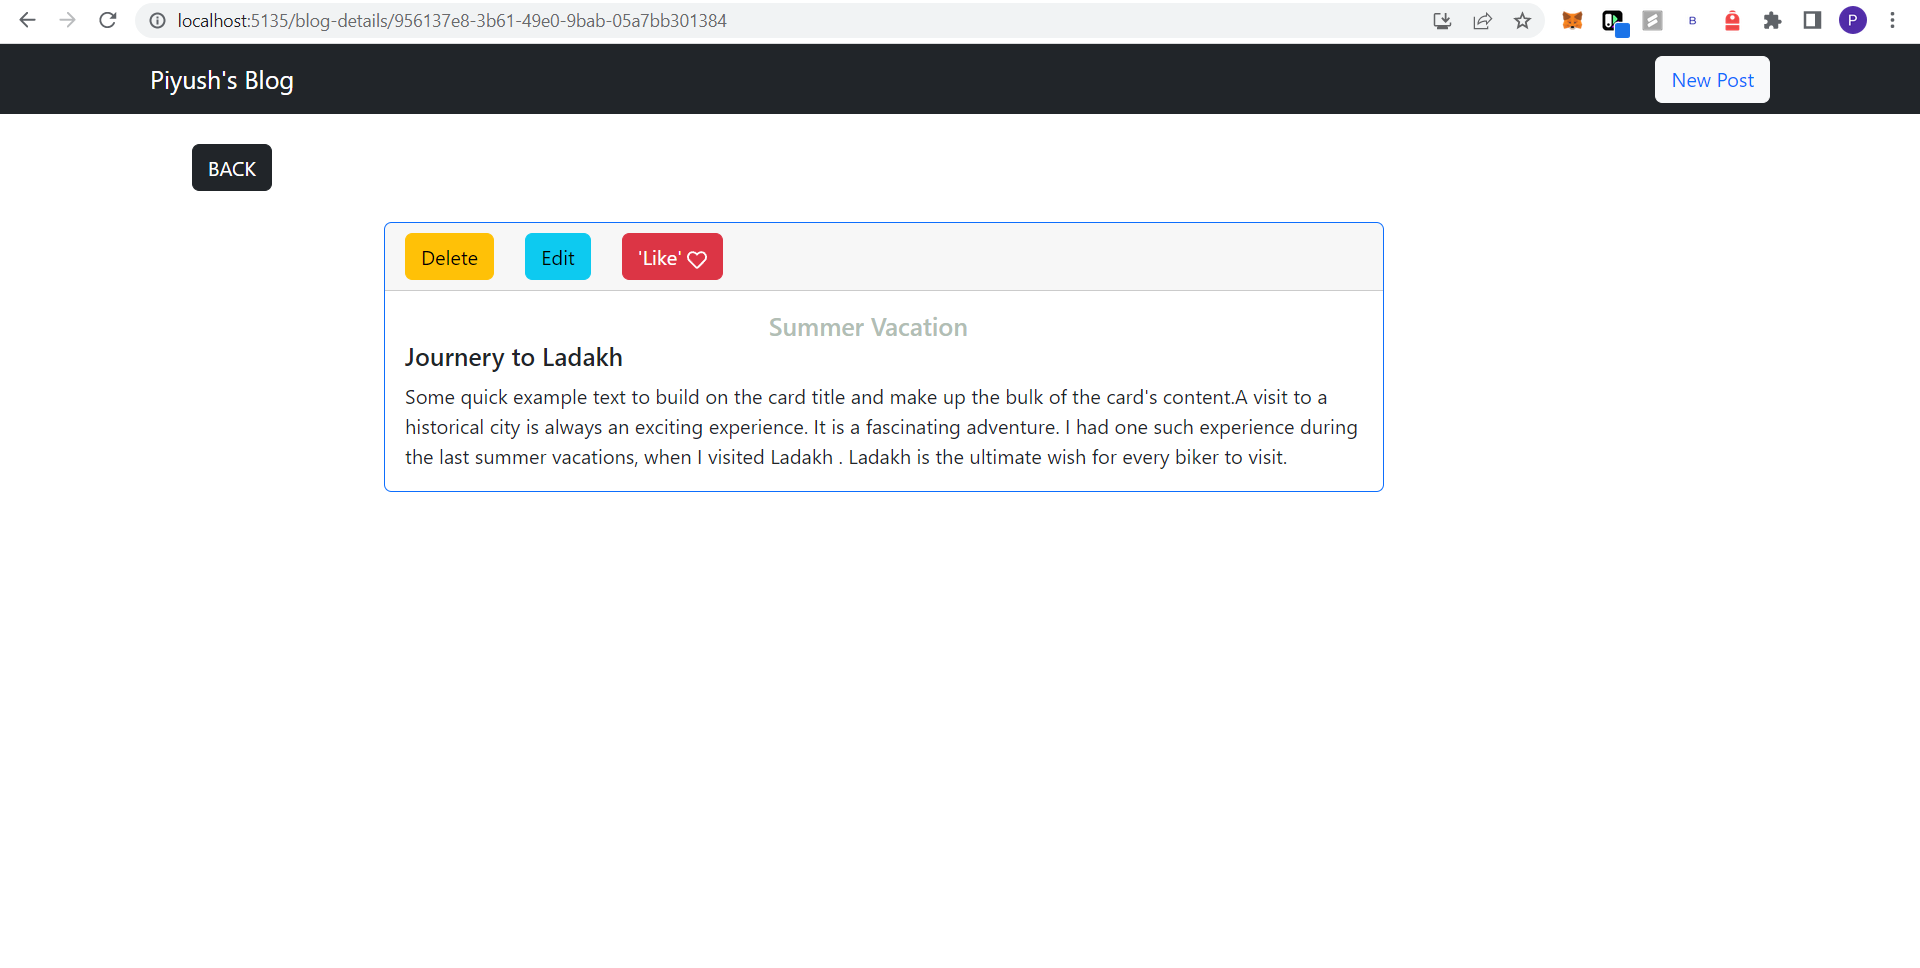 localhost:5135/blog-details/956137e8-3b61-49e0-9bab-05a7bb301384
B
P
Piyush's Blog
New Post
BACK
Delete
Edit
'Like'
Summer Vacation
Journery to Ladakh
Some quick example text to build on the card title and make up the bulk of the card's content.A visit to a
historical city is always an exciting experience. It is a fascinating adventure. I had one such experience during
the last summer vacations, when I visited Ladakh . Ladakh is the ultimate wish for every biker to visit.